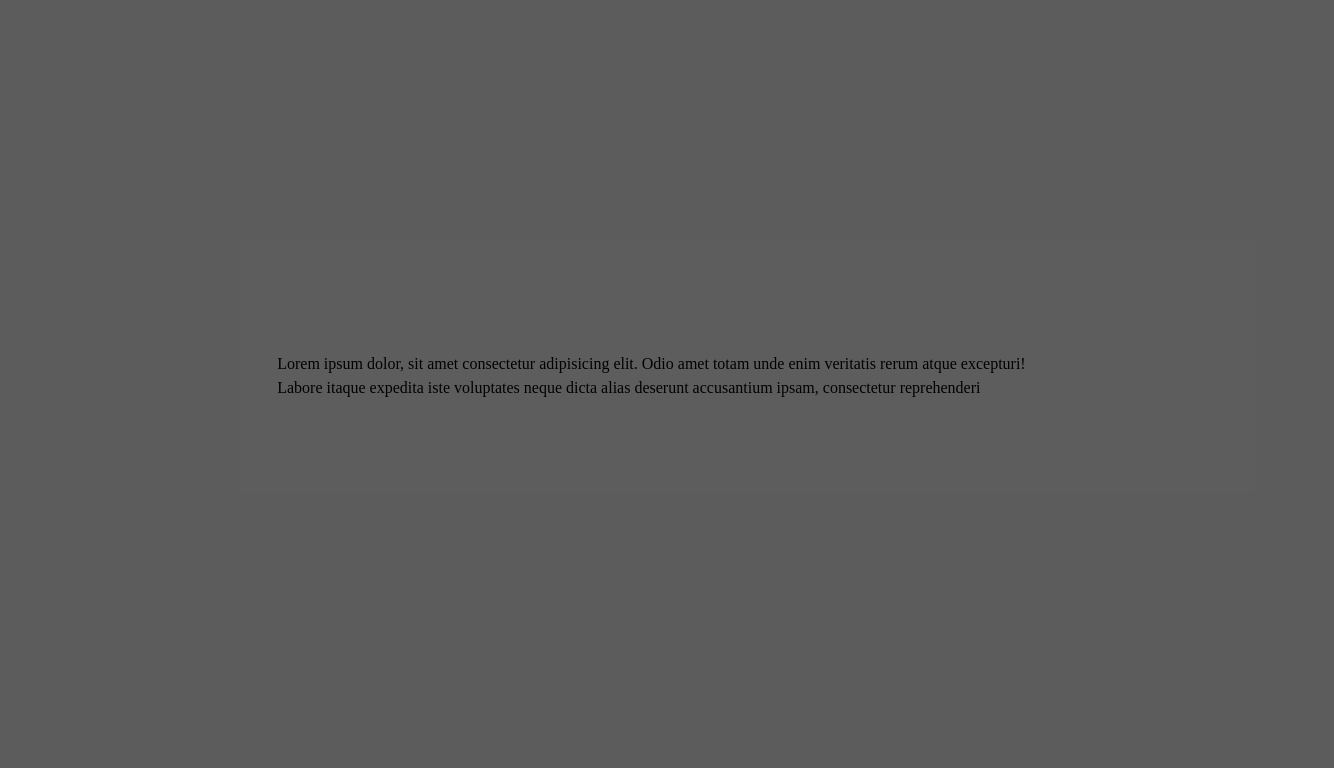 Lorem ipsum dolor, sit amet consectetur adipisicing elit. Odio amet totam unde enim veritatis rerum atque excepturi!
Labore itaque expedita iste voluptates neque dicta alias deserunt accusantium ipsam, consectetur reprehenderi